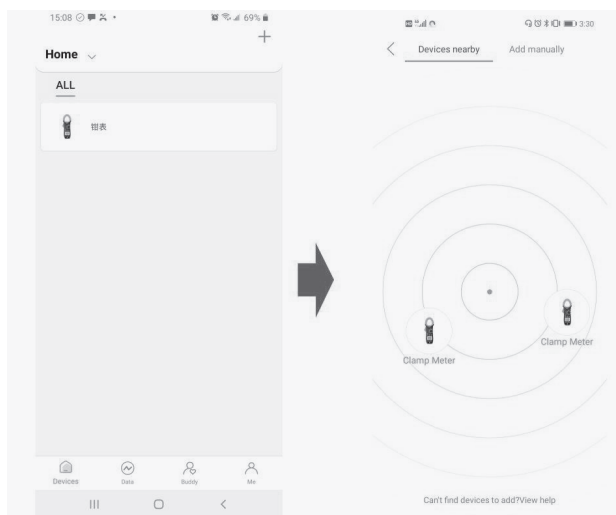 15:08
69%
Home
ALL
钳表
Devices
Data
Buddy
Me
3:30
Devices nearby
Add manually
Clamp Meter
Clamp Meter
Can't find devices to add?View help